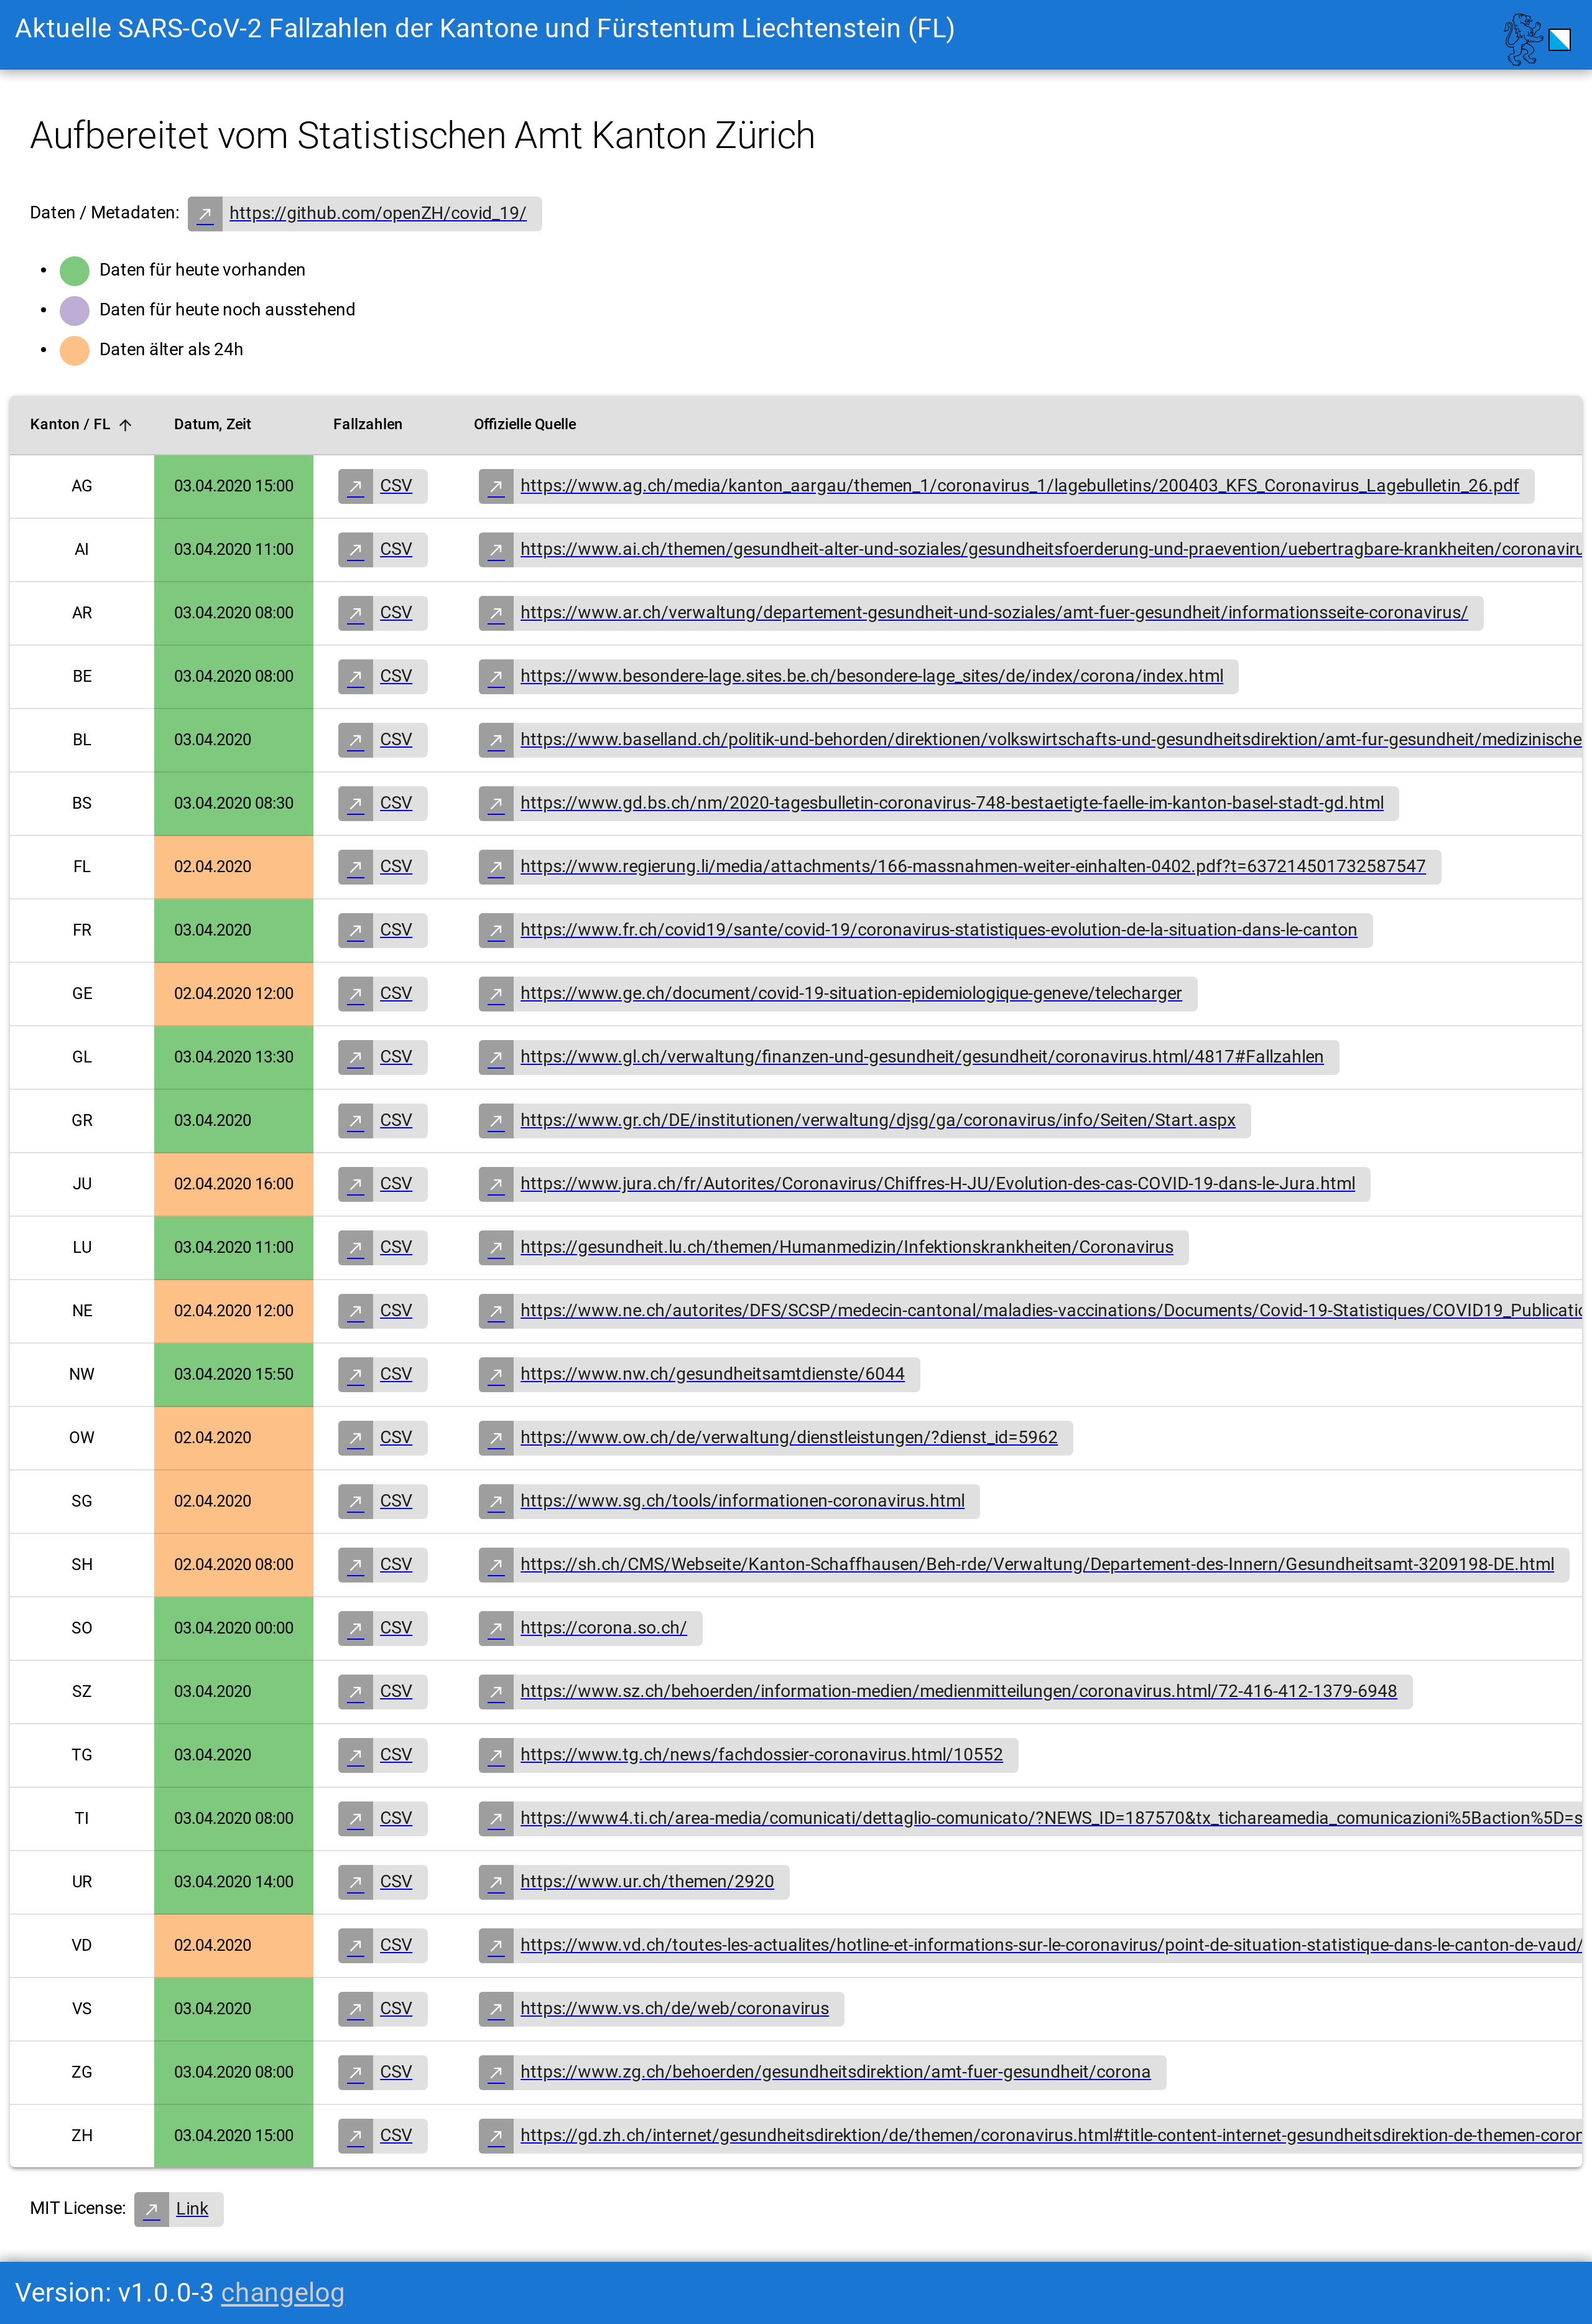 Aktuelle SARS-CoV-2 Fallzahlen der Kantone und Fürstentum Liechtenstein (FL)
Aufbereitet vom Statistischen Amt Kanton Zürich
Daten / Metadaten: https://github.com/openZH/covid_19/
Daten für heute vorhanden
Daten für heute noch ausstehend
Daten älter als 24h
Kanton / FL Datum, Zeit Fallzahlen Offizielle Quelle
AG 03.04.2020 15:00 CSV https://www.ag.ch/media/kanton_aargau/themen_1/coronavirus_1/lagebulletins/200403_KFS_Coronavirus_Lagebulletin_26.pdf
AI 03.04.2020 11:00 CSV https://www.ai.ch/themen/gesundheit-alter-und-soziales/gesundheitsfoerderung-und-praevention/uebertragbare-krankheiten/coronaviru
AR 03.04.2020 08:00 CSV https://www.ar.ch/verwaltung/departement-gesundheit-und-soziales/amt-fuer-gesundheit/informationsseite-coronavirus/
BE 03.04.2020 08:00 CSV https://www.besondere-lage.sites.be.ch/besondere-lage_sites/de/index/corona/index.html
BL 03.04.2020 CSV https://www.baselland.ch/politik-und-behorden/direktionen/volkswirtschafts-und-gesundheitsdirektion/amt-fur-gesundheit/medizinische
BS 03.04.2020 08:30 CSV https://www.gd.bs.ch/nm/2020-tagesbulletin-coronavirus-748-bestaetigte-faelle-im-kanton-basel-stadt-gd.html
FL 02.04.2020 CSV https://www.regierung.li/media/attachments/166-massnahmen-weiter-einhalten-0402.pdf?t=637214501732587547
FR 03.04.2020 CSV https://www.fr.ch/covid19/sante/covid-19/coronavirus-statistiques-evolution-de-la-situation-dans-le-canton
GE 02.04.2020 12:00 CSV https://www.ge.ch/document/covid-19-situation-epidemiologique-geneve/telecharger
GL 03.04.2020 13:30 CSV https://www.gl.ch/verwaltung/finanzen-und-gesundheit/gesundheit/coronavirus.html/4817#Fallzahlen
GR 03.04.2020 CSV https://www.gr.ch/DE/institutionen/verwaltung/djsg/ga/coronavirus/info/Seiten/Start.aspx
JU 02.04.2020 16:00 CSV https://www.jura.ch/fr/Autorites/Coronavirus/Chiffres-H-JU/Evolution-des-cas-COVID-19-dans-le-Jura.html
LU 03.04.2020 11:00 CSV https://gesundheit.lu.ch/themen/Humanmedizin/Infektionskrankheiten/Coronavirus
NE 02.04.2020 12:00 CSV https://www.ne.ch/autorites/DFS/SCSP/medecin-cantonal/maladies-vaccinations/Documents/Covid-19-Statistiques/COVID19_Publicatio
NW 03.04.2020 15:50 CSV https://www.nw.ch/gesundheitsamtdienste/6044
OW 02.04.2020 CSV https://www.ow.ch/de/verwaltung/dienstleistungen/?dienst_id=5962
SG 02.04.2020 CSV https://www.sg.ch/tools/informationen-coronavirus.html
SH 02.04.2020 08:00 CSV https://sh.ch/CMS/Webseite/Kanton-Schaffhausen/Beh-rde/Verwaltung/Departement-des-Innern/Gesundheitsamt-3209198-DE.html
SO 03.04.2020 00:00 CSV https://corona.so.ch/
SZ 03.04.2020 CSV https://www.sz.ch/behoerden/information-medien/medienmitteilungen/coronavirus.html/72-416-412-1379-6948
TG 03.04.2020 CSV https://www.tg.ch/news/fachdossier-coronavirus.html/10552
TI 03.04.2020 08:00 CSV https://www4.ti.ch/area-media/comunicati/dettaglio-comunicato/?NEWS_ID=187570&tx_tichareamedia_comunicazioni%5Baction%5D=s
UR 03.04.2020 14:00 CSV https://www.ur.ch/themen/2920
VD 02.04.2020 CSV https://www.vd.ch/toutes-les-actualites/hotline-et-informations-sur-le-coronavirus/point-de-situation-statistique-dans-le-canton-de-vaud/
VS 03.04.2020 CSV https://www.vs.ch/de/web/coronavirus
ZG 03.04.2020 08:00 CSV https://www.zg.ch/behoerden/gesundheitsdirektion/amt-fuer-gesundheit/corona
ZH 03.04.2020 15:00 CSV https://gd.zh.ch/internet/gesundheitsdirektion/de/themen/coronavirus.html#title-content-internet-gesundheitsdirektion-de-themen-coron
MIT License: Link
Version: v1.0.0-3 changelog